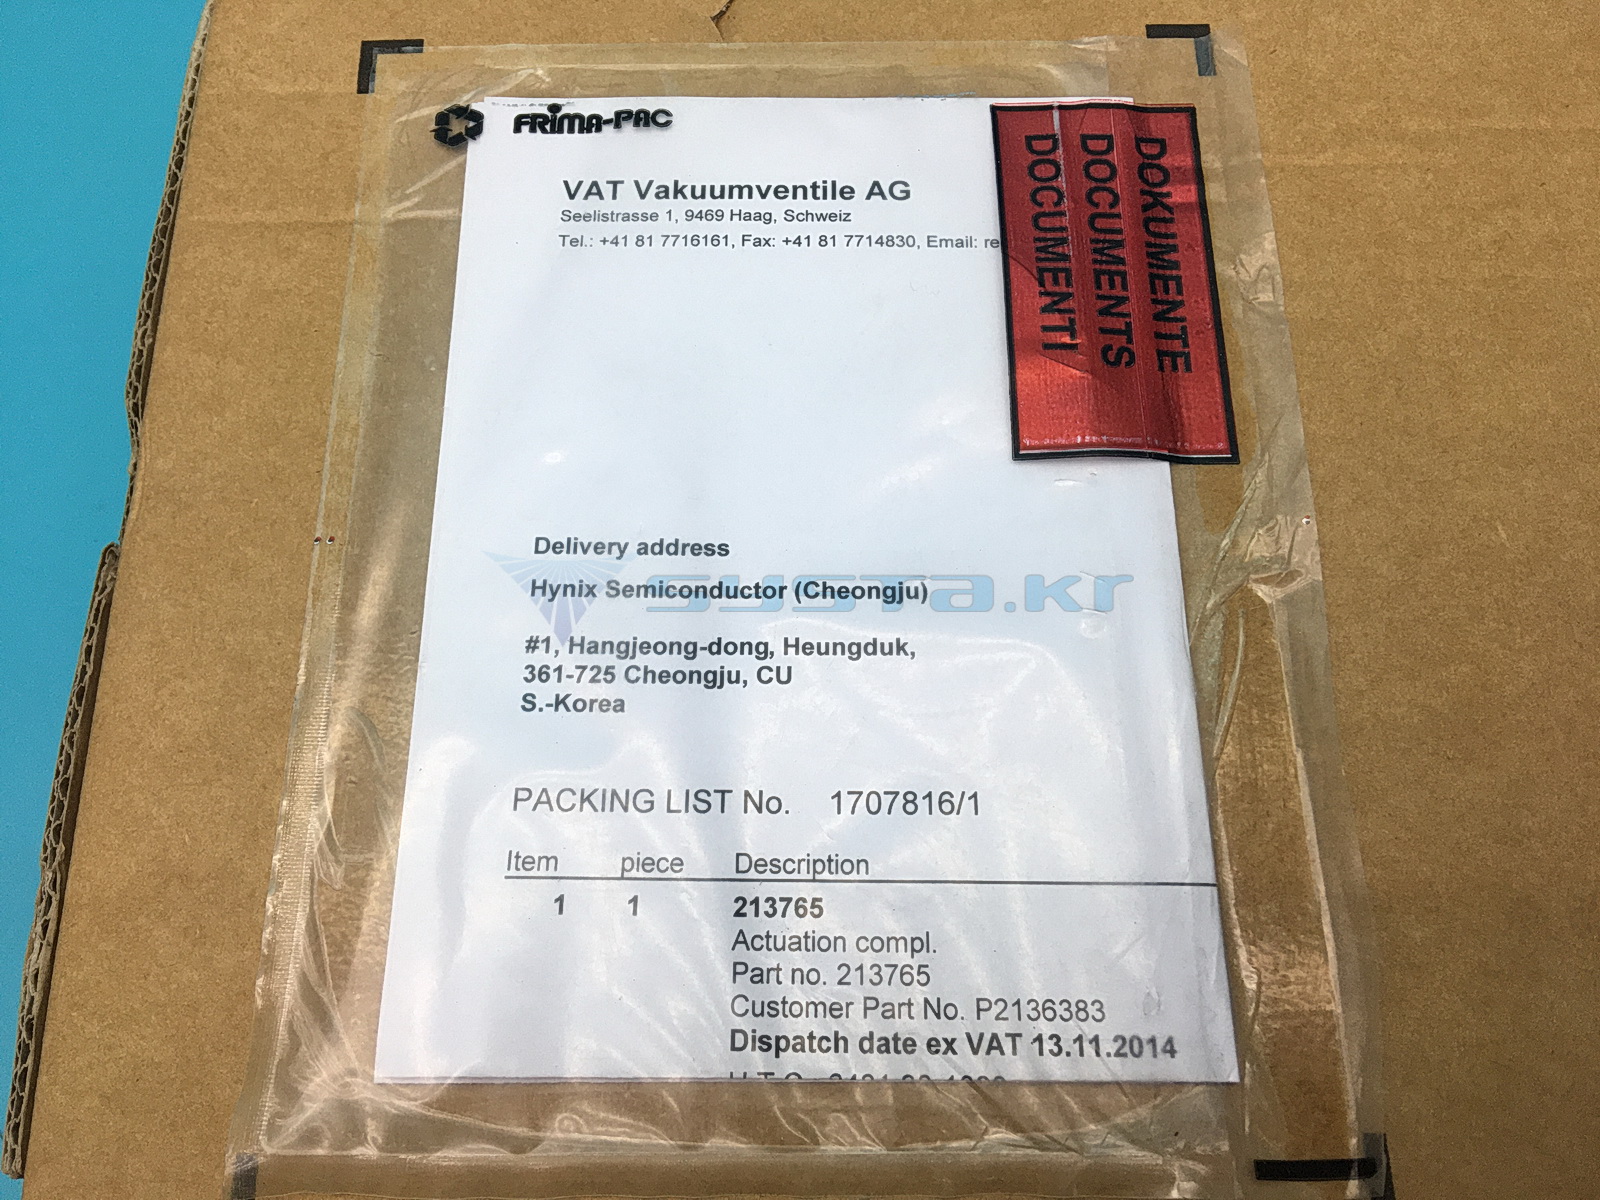 FRIMA-PAC
VAT Vakuumventile AG
Seelistrasse 1, 9469 Haag, Schweiz
Tel.: +41 81 7716161, Fax: +41 81 7714830, Email: re
DOKUMENTE
DOCUMENTS
DOCUMENTI
Delivery address
Hynix Semiconductor (Cheongju)
systa.kr
#1, Hangjeong-dong, Heungduk,
361-725 Cheongju, CU
S.-Korea
PACKING LIST No. 1707816/1
Item piece Description
1 1 213765
Actuation compl.
Part no. 213765
Customer Part No. P2136383
Dispatch date ex VAT 13.11.2014